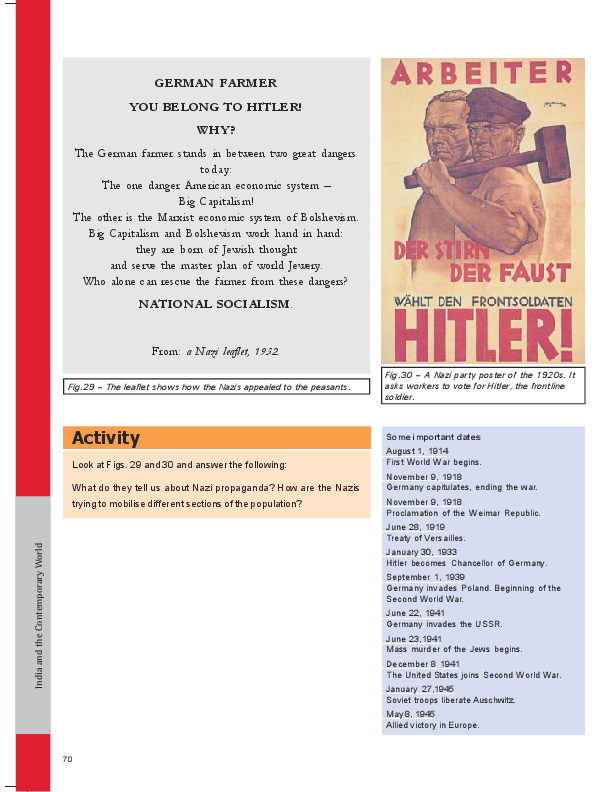 GERMAN FARMER
YOU BELONG TO HITLER!
WHY?
The German farmer stands in between two great dangers
today:
The one danger American economic system –
Big Capitalism!
The other is the Marxist economic system of Bolshevism.
Big Capitalism and Bolshevism work hand in hand:
they are born of Jewish thought
and serve the master plan of world Jewery.
Who alone can rescue the farmer from these dangers?
NATIONAL SOCIALISM.
From: a Nazi leaflet, 1932
Fig.29 – The leaflet shows how the Nazis appealed to the peasants.
ARBEITER
DER STIRN
DER FAUST
WÄHLT DEN FRONTSOLDATEN
HITLER!
Fig.30 – A Nazi party poster of the 1920s. It
asks workers to vote for Hitler, the frontline
soldier.
Activity
Look at Figs. 29 and 30 and answer the following:
What do they tell us about Nazi propaganda? How are the Nazis
trying to mobilise different sections of the population?
Some important dates
August 1, 1914
First World War begins.
November 9, 1918
Germany capitulates, ending the war.
November 9, 1918
Proclamation of the Weimar Republic.
June 28, 1919
Treaty of Versailles.
January 30, 1933
Hitler becomes Chancellor of Germany.
September 1, 1939
Germany invades Poland. Beginning of the
Second World War.
June 22, 1941
Germany invades the USSR.
June 23,1941
Mass murder of the Jews begins.
December 8 1941
The United States joins Second World War.
January 27,1945
Soviet troops liberate Auschwitz.
May 8, 1945
Allied victory in Europe.
India and the Contemporary World
70